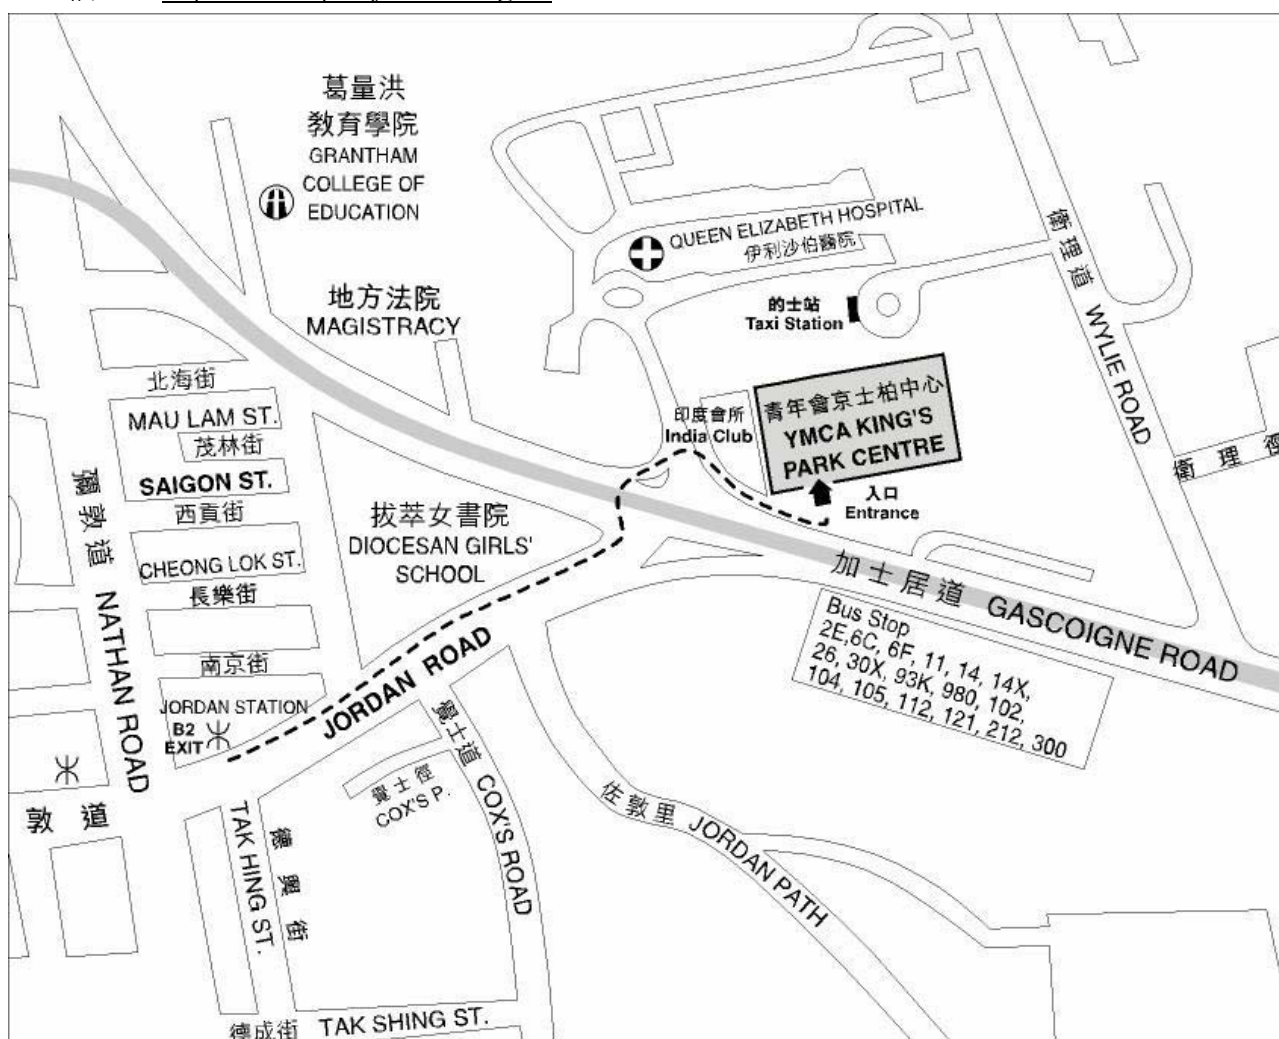 葛量洪
教育學院
GRANTHAM
COLLEGE OF
EDUCATION
地方法院
MAGISTRACY
QUEEN ELIZABETH HOSPITAL
伊利沙伯醫院
的士站
Taxi Station
衛理道 WYLIE ROAD
衛理徑
印度會所
India Club
青年會京士柏中心
YMCA KING'S
PARK CENTRE
入口
Entrance
北海街
MAU LAM ST.
茂林街
SAIGON ST.
西貢街
CHEONG LOK ST.
長樂街
南京街
彌敦道 NATHAN ROAD
拔萃女書院
DIOCESAN GIRLS'
SCHOOL
加士居道 GASCOIGNE ROAD
Bus Stop
2E,6C, 6F, 11, 14, 14X,
26, 30X, 93K, 980, 102,
104, 105, 112, 121, 212, 300
JORDAN STATION
B2
EXIT
JORDAN ROAD
敦道
覺士道 COX'S ROAD
覺士徑
COX'S P.
佐敦里 JORDAN PATH
TAK HING ST.
德興街
德成街 TAK SHING ST.